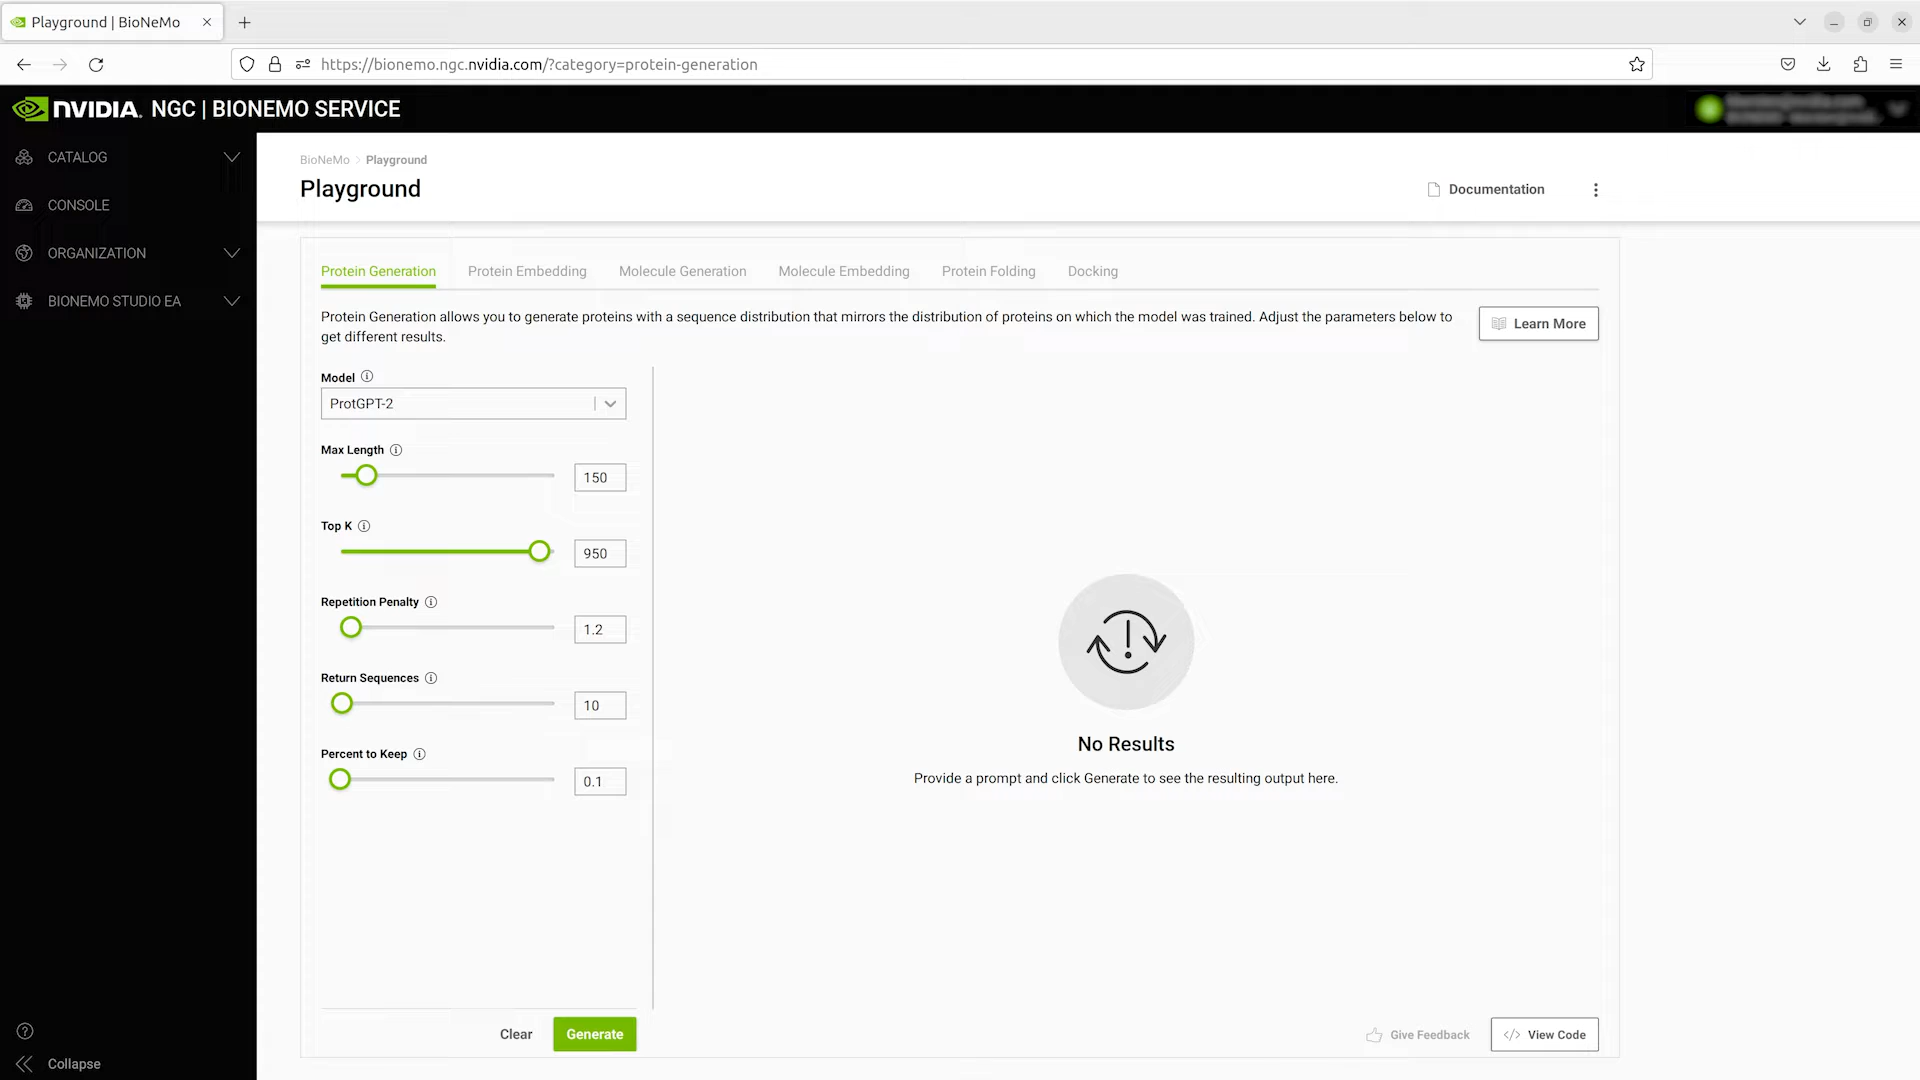 Playground | BioNeMo
https://bionemo.ngc.nvidia.com/?category=protein-generation
NVIDIA. NGC | BIONEMO SERVICE
CATALOG
CONSOLE
ORGANIZATION
BIONEMO STUDIO EA
BioNeMo > Playground
Playground
Documentation
Protein Generation Protein Embedding Molecule Generation Molecule Embedding Protein Folding Docking
Protein Generation allows you to generate proteins with a sequence distribution that mirrors the distribution of proteins on which the model was trained. Adjust the parameters below to
get different results.
Learn More
Model
ProtGPT-2
Max Length
150
Top K
950
Repetition Penalty
1.2
Return Sequences
10
Percent to Keep
0.1
No Results
Provide a prompt and click Generate to see the resulting output here.
Clear
Generate
Give Feedback
</> View Code
Collapse